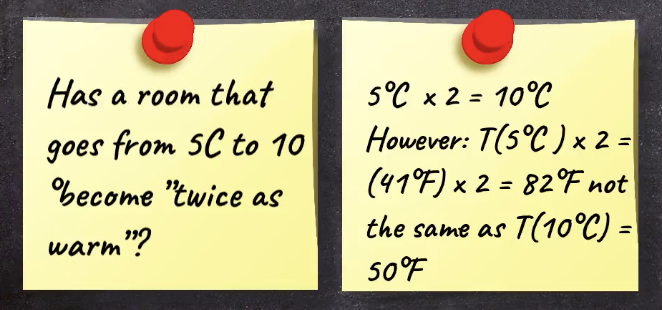 Has a room that
goes from 5C to 10
°become "twice as
warm"?
5°C x 2 = 10°C
However: T(5°C ) x 2 =
(41°F) x 2 = 82°F not
the same as T(10°C) =
50°F